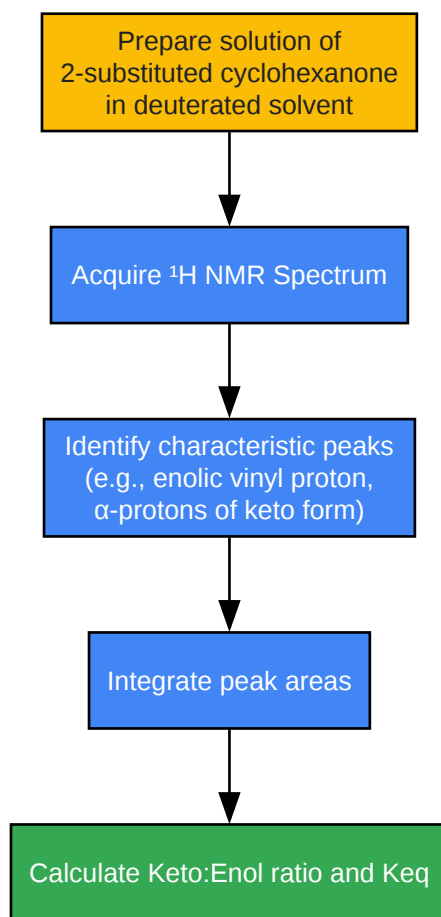 Prepare solution of
2-substituted cyclohexanone
in deuterated solvent
Acquire ¹H NMR Spectrum
Identify characteristic peaks
(e.g., enolic vinyl proton,
α-protons of keto form)
Integrate peak areas
Calculate Keto:Enol ratio and Keq